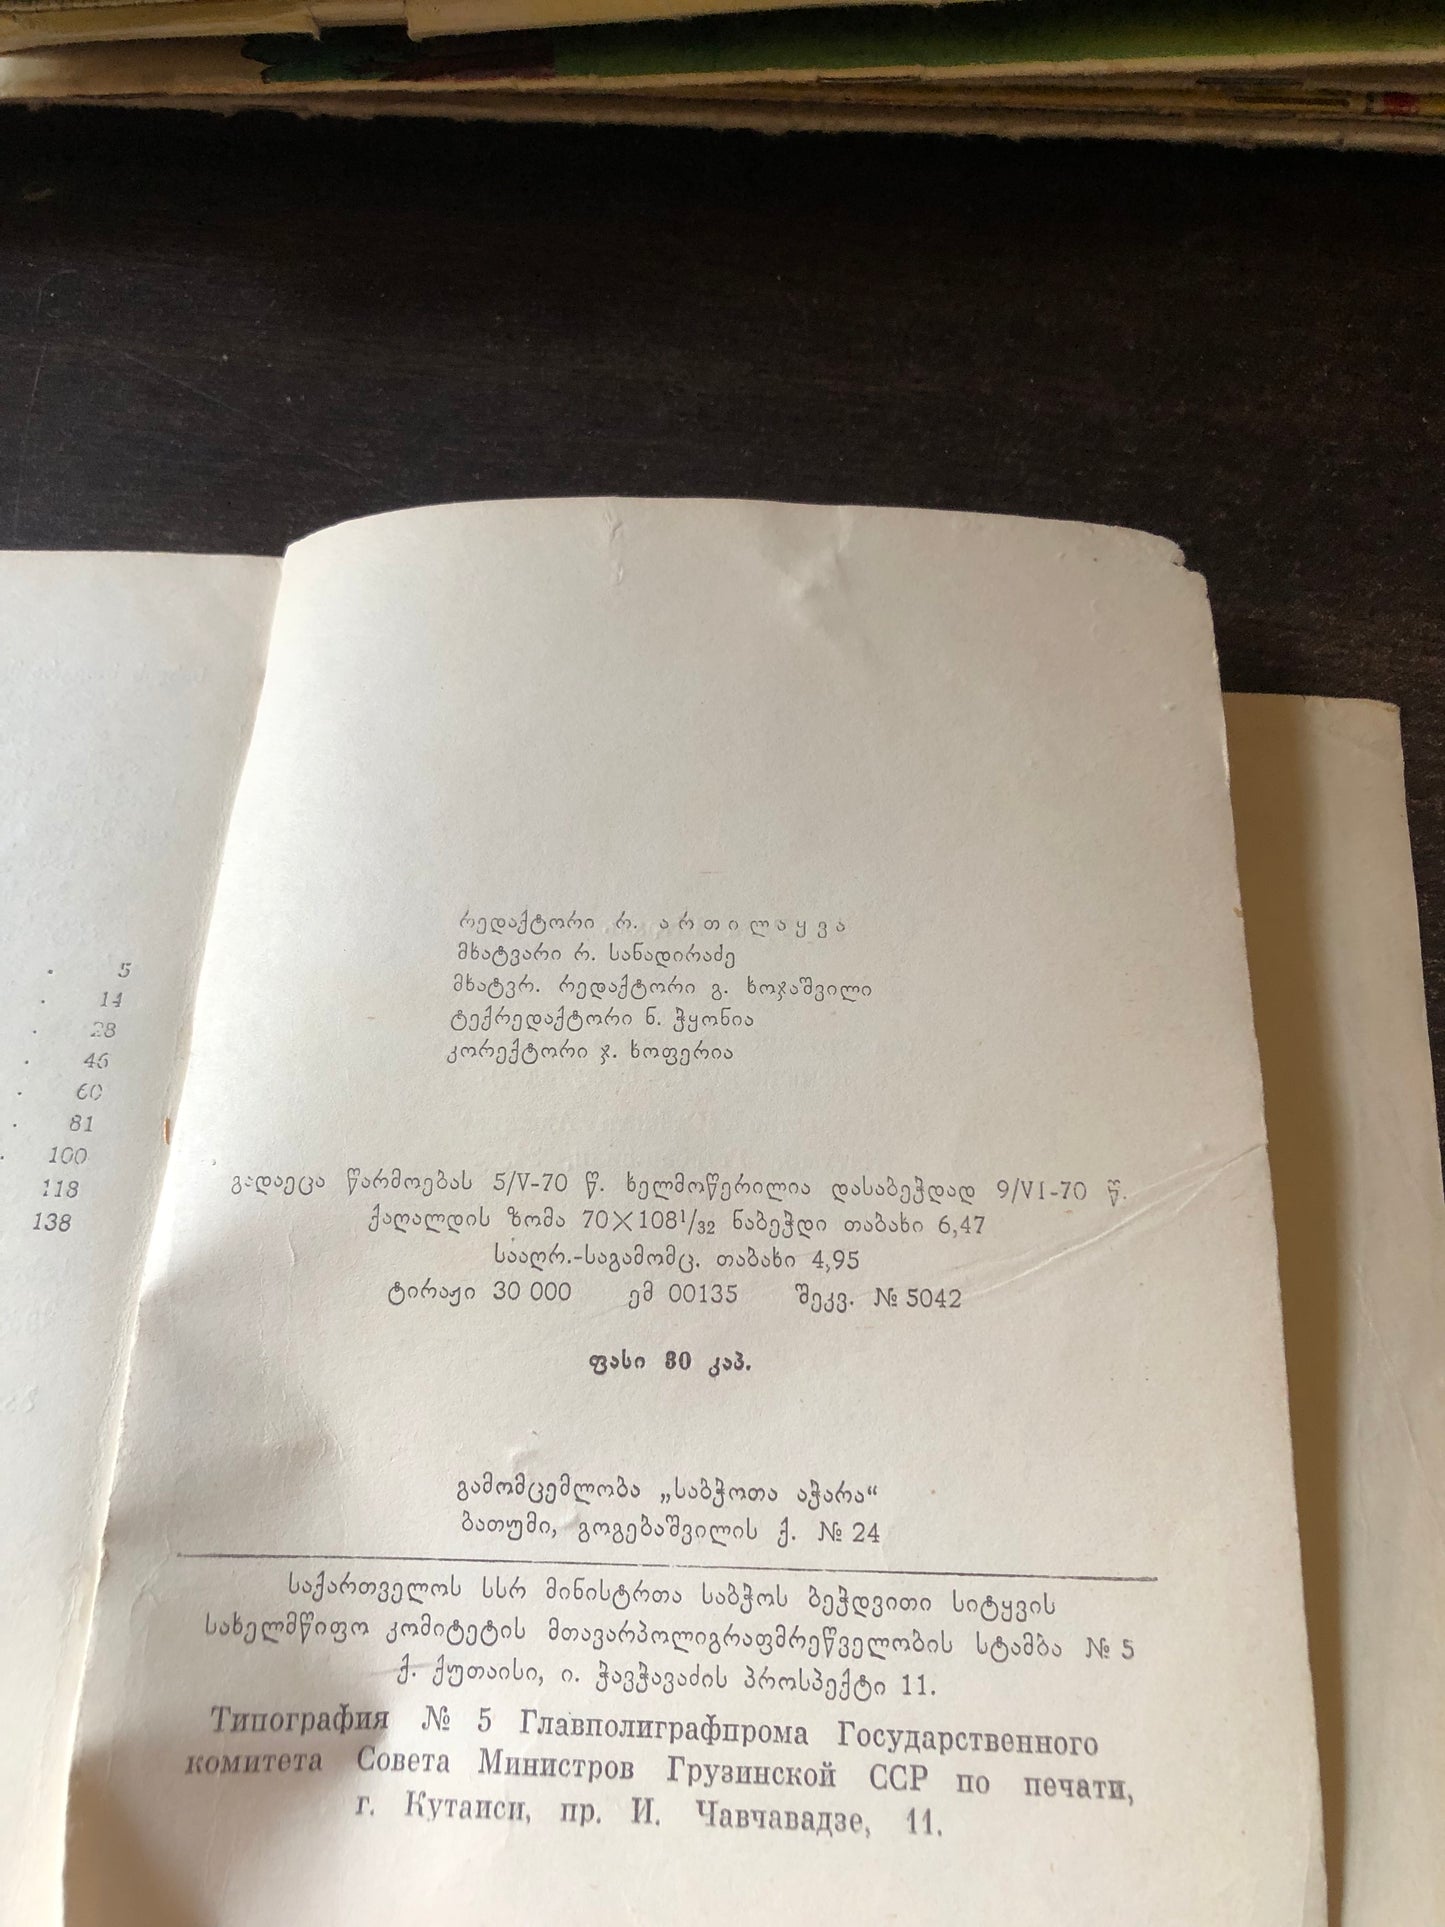 5
14
28
46
60
81
100
118
138
რედაქტორი რ. ართილაყვა
მხატვარი რ. სანადირაძე
მხატვრ. რედაქტორი გ. ხოჯაშვილი
ტექრედაქტორი ნ. ჭყონია
კორექტორი ჯ. ხოფერია
გადაეცა წარმოებას 5/V-70 წ. ხელმოწერილია დასაბეჭდად 9/VI-70 წ.
ქაღალდის ზომა 70×108¹/₃₂ ნაბეჭდი თაბახი 6,47
სააღრ.-საგამომც. თაბახი 4,95
ტირაჟი 30 000 ემ 00135 შეკვ. № 5042
ფასი 30 კაპ.
გამომცემლობა „საბჭოთა აჭარა“
ბათუმი, გოგებაშვილის ქ. № 24
საქართველოს სსრ მინისტრთა საბჭოს ბეჭდვითი სიტყვის
სახელმწიფო კომიტეტის მთავარპოლიგრაფმრეწველობის სტამბა № 5
ქ. ქუთაისი, ი. ჭავჭავაძის პროსპექტი 11.
Типография № 5 Главполиграфпрома Государственного
комитета Совета Министров Грузинской ССР по печати,
г. Кутаиси, пр. И. Чавчавадзе, 11.